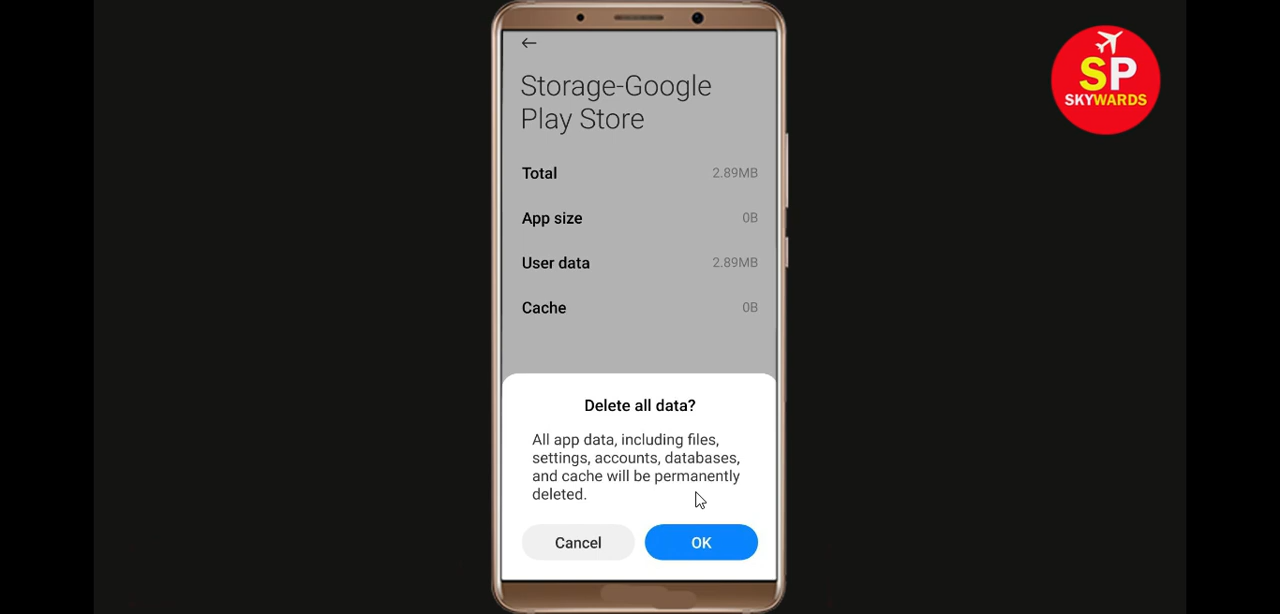 Storage-Google
Play Store
Total 2.89MB
App size 0B
User data 2.89MB
Cache 0B
Delete all data?
All app data, including files,
settings, accounts, databases,
and cache will be permanently
deleted.
Cancel OK
SP
SKYWARDS